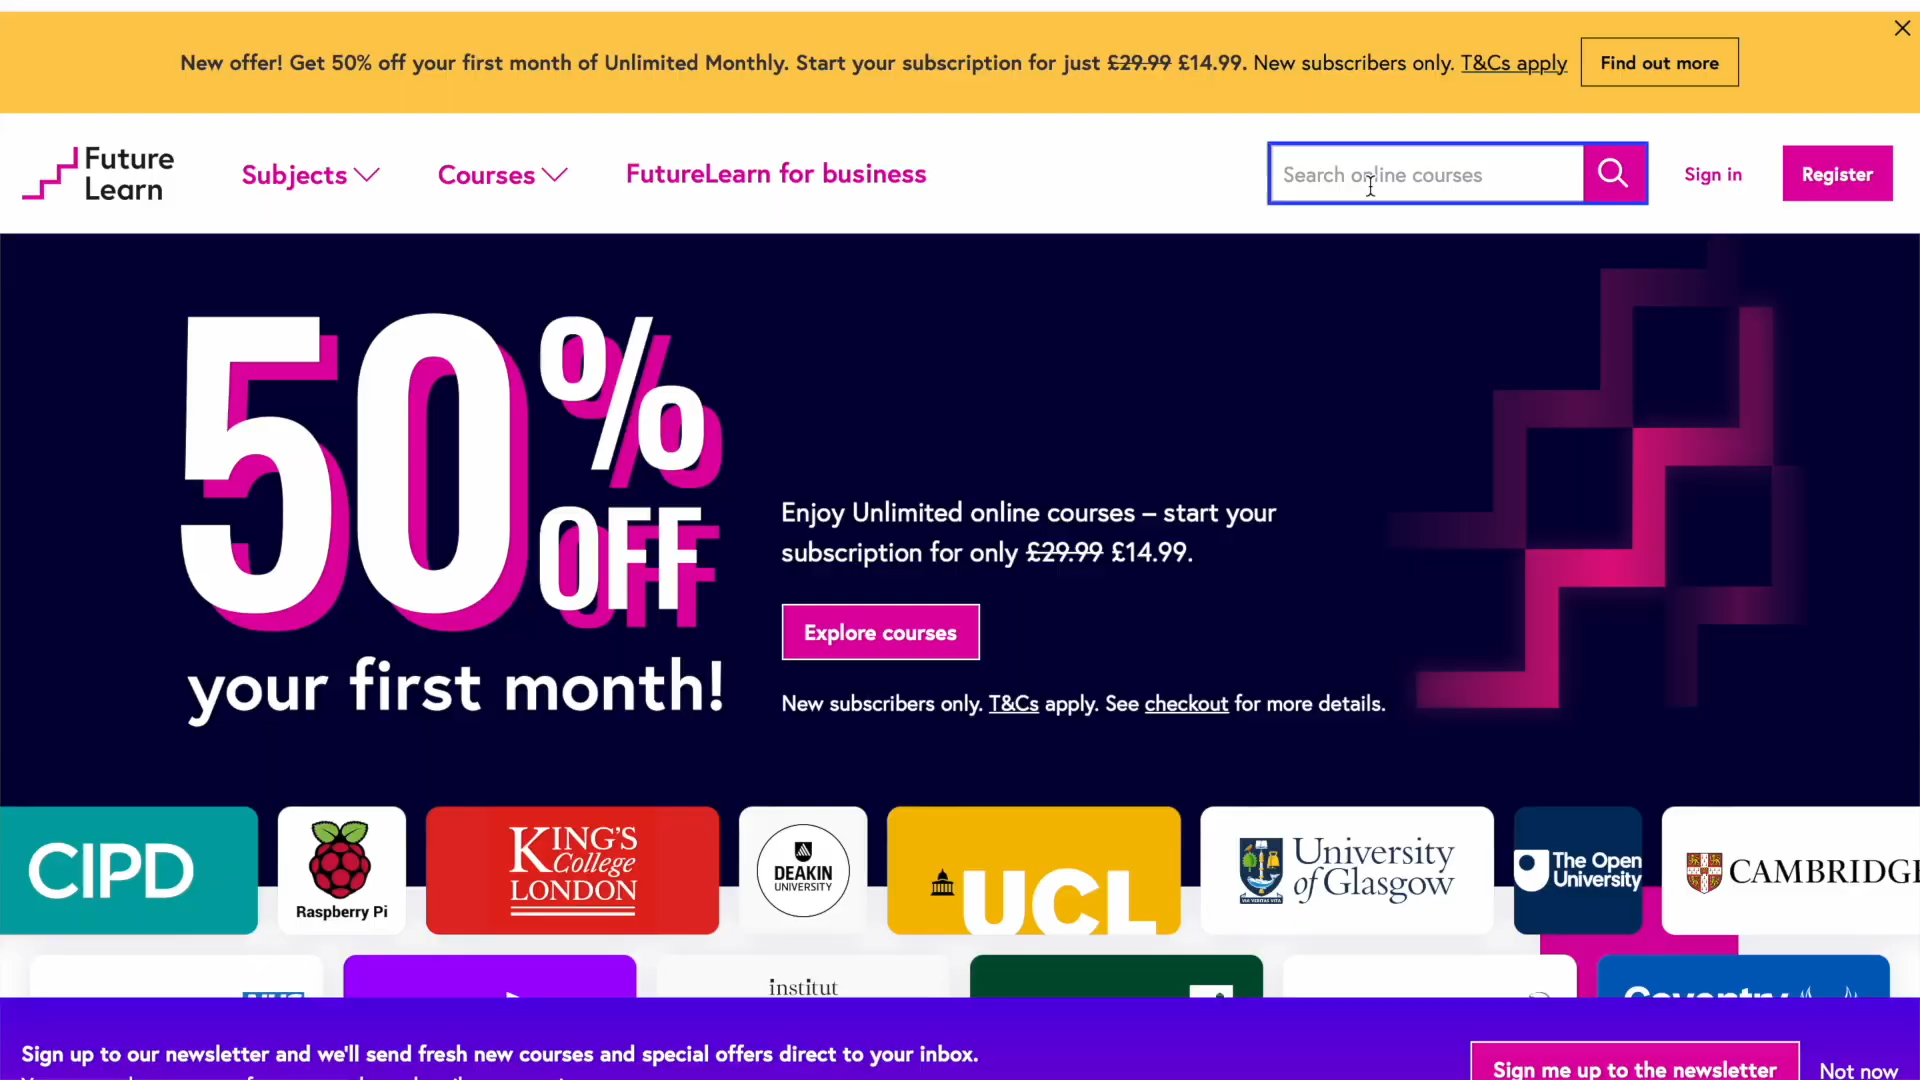 New offer! Get 50% off your first month of Unlimited Monthly. Start your subscription for just £29.99 £14.99. New subscribers only. T&Cs apply
Find out more
Future
Learn
Subjects
Courses
FutureLearn for business
Search online courses
Sign in
Register
50% OFF
your first month!
Enjoy Unlimited online courses – start your
subscription for only £29.99 £14.99.
Explore courses
New subscribers only. T&Cs apply. See checkout for more details.
CIPD
Raspberry Pi
KING'S
College
LONDON
DEAKIN
UNIVERSITY
UCL
University
of Glasgow
The Open
University
CAMBRIDGE
NHS
institut
Coventry
Sign up to our newsletter and we'll send fresh new courses and special offers direct to your inbox.
Sign me up to the newsletter
Not now